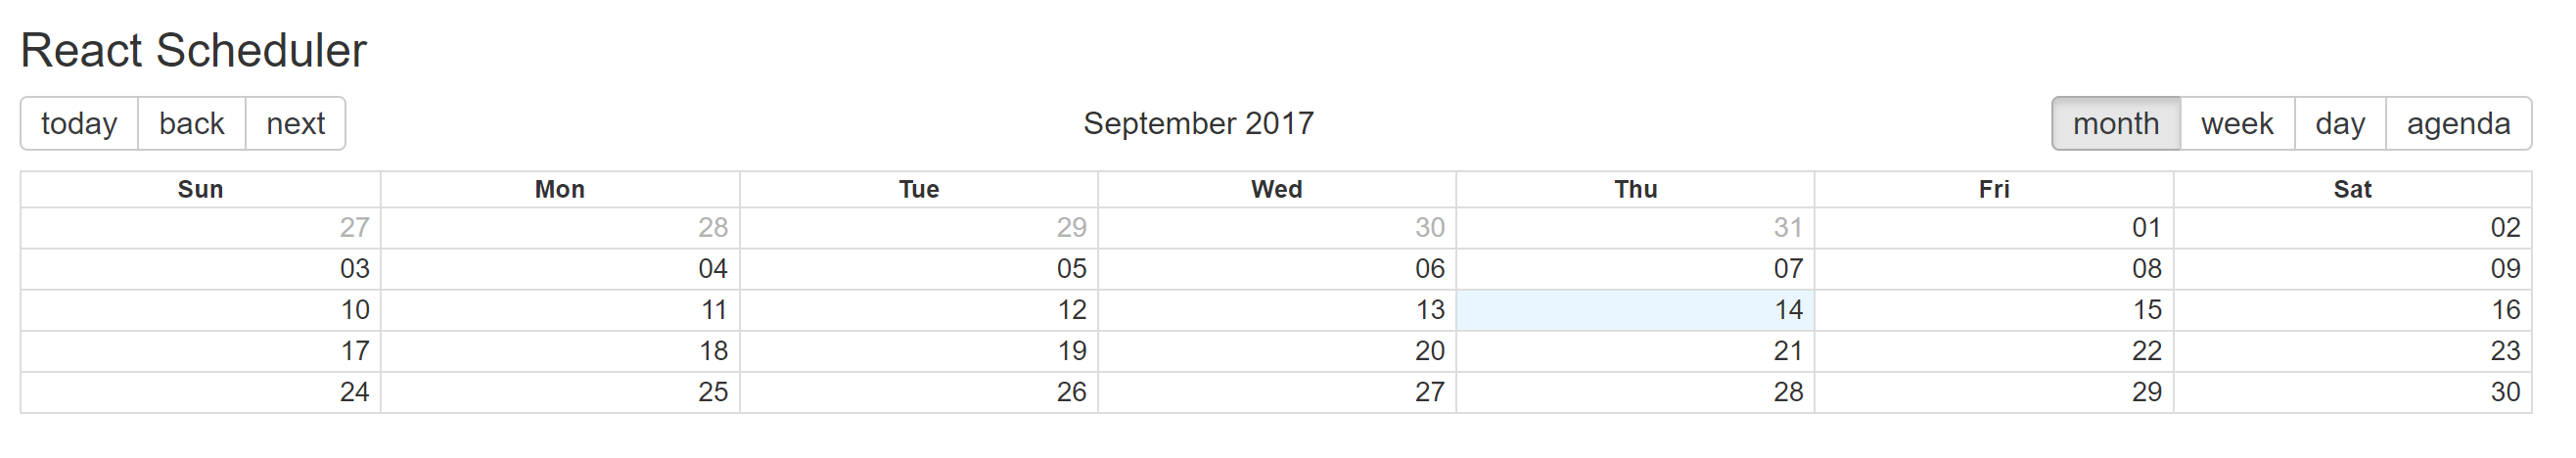 React Scheduler
today back next September 2017 month week day agenda
Sun Mon Tue Wed Thu Fri Sat
27 28 29 30 31 01 02
03 04 05 06 07 08 09
10 11 12 13 14 15 16
17 18 19 20 21 22 23
24 25 26 27 28 29 30